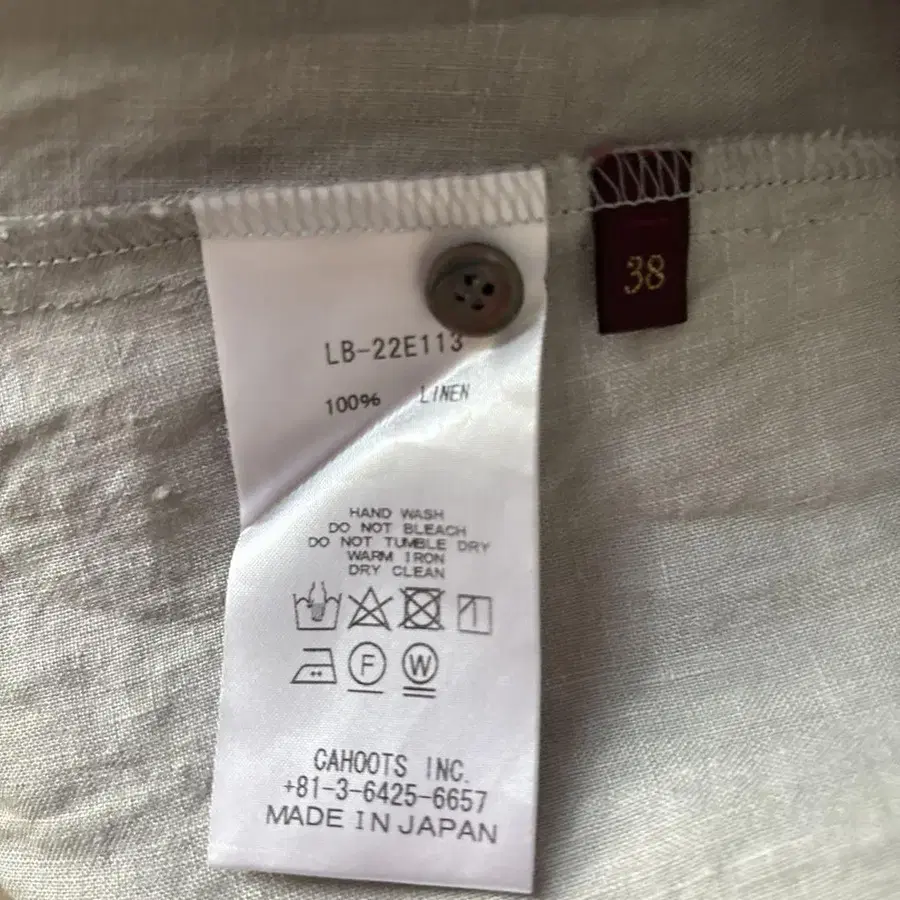 38
LB-22E113
100% LINEN
HAND WASH
DO NOT BLEACH
DO NOT TUMBLE DRY
WARM IRON
DRY CLEAN
F W
CAHOOTS INC.
+81-3-6425-6657
MADE IN JAPAN